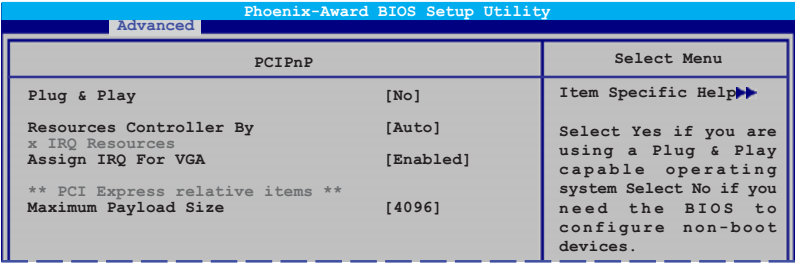 Phoenix-Award BIOS Setup Utility
Advanced
PCIPnP
Plug & Play [No]
Resources Controller By [Auto]
x IRQ Resources
Assign IRQ For VGA [Enabled]
** PCI Express relative items **
Maximum Payload Size [4096]
Select Menu
Item Specific Help
Select Yes if you are
using a Plug & Play
capable operating
system Select No if you
need the BIOS to
configure non-boot
devices.